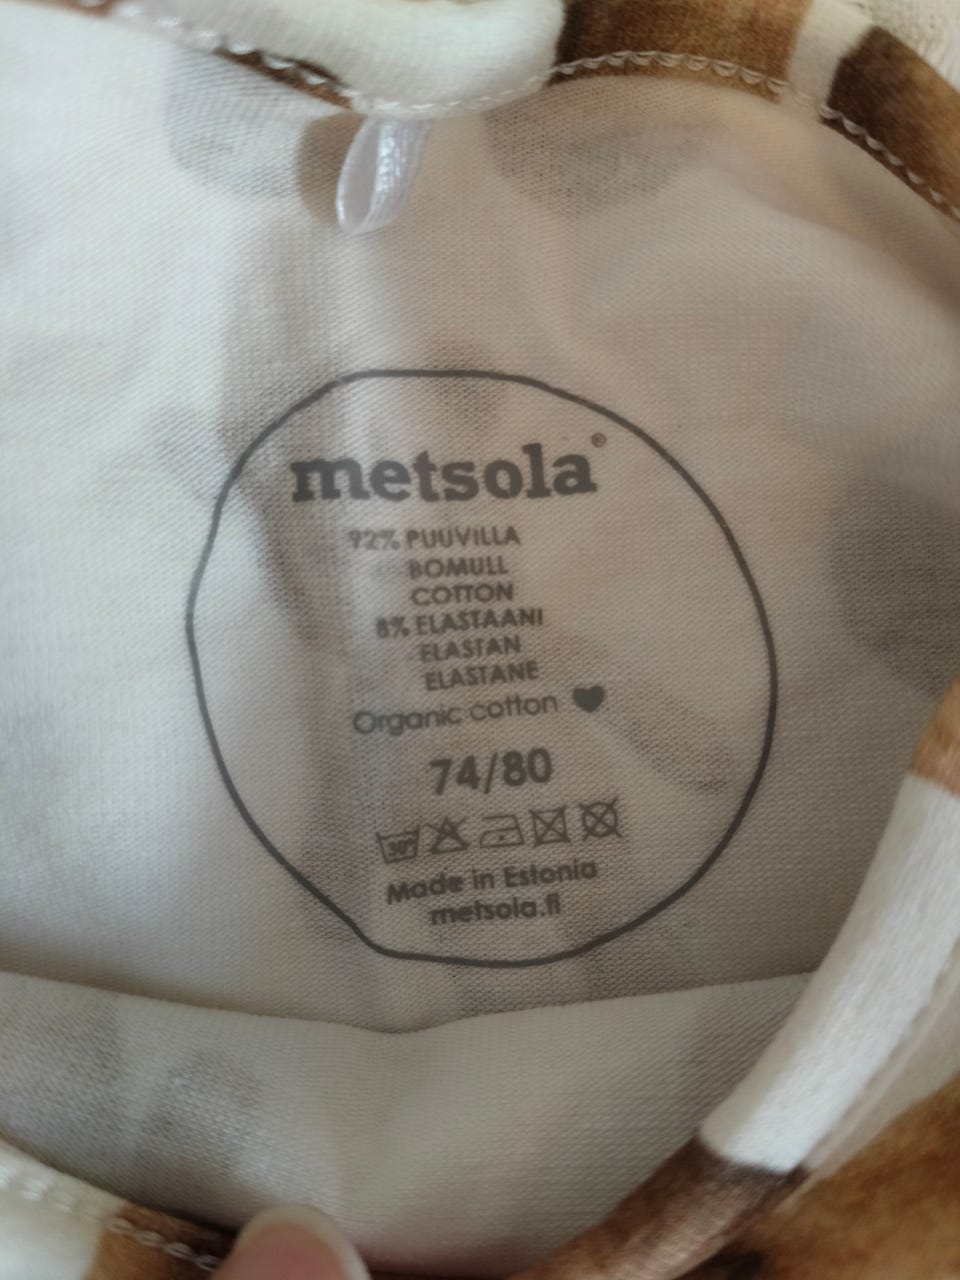 metsola®
92% PUUVILLA
BOMULL
COTTON
8% ELASTAANI
ELASTAN
ELASTANE
Organic cotton
74/80
30°
Made in Estonia
metsola.fi